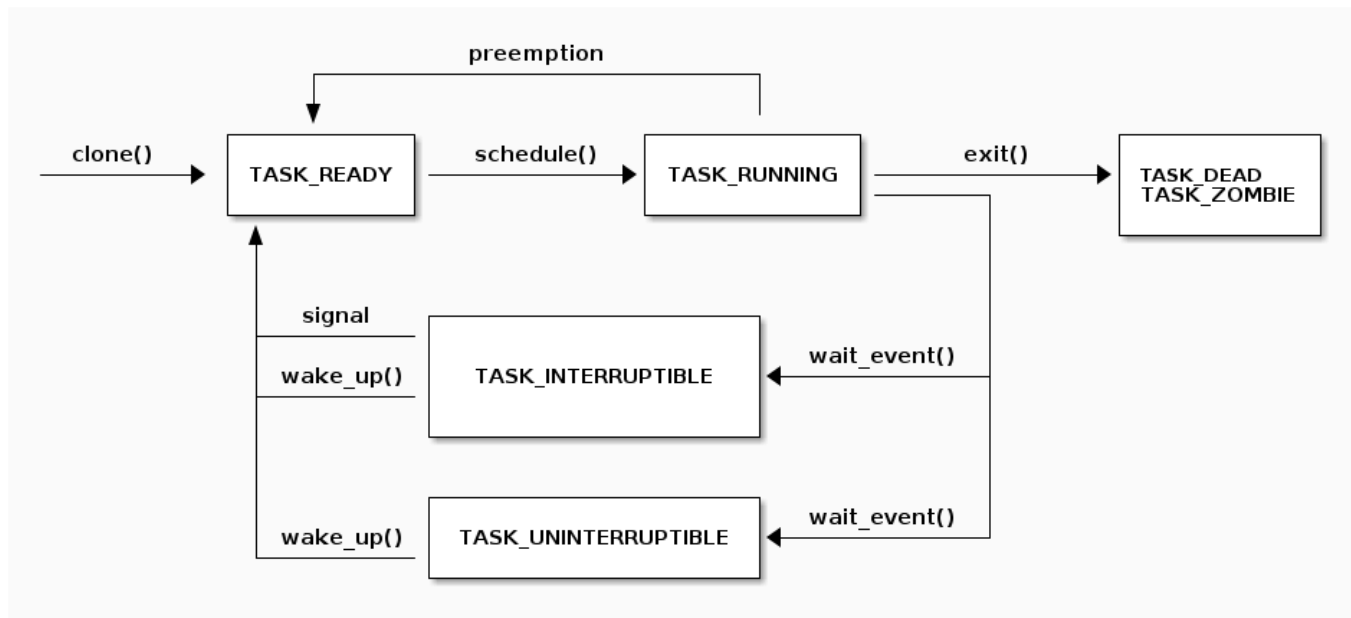 preemption
clone()
TASK_READY
schedule()
TASK_RUNNING
exit()
TASK_DEAD
TASK_ZOMBIE
signal
wake_up()
TASK_INTERRUPTIBLE
wait_event()
wake_up()
TASK_UNINTERRUPTIBLE
wait_event()